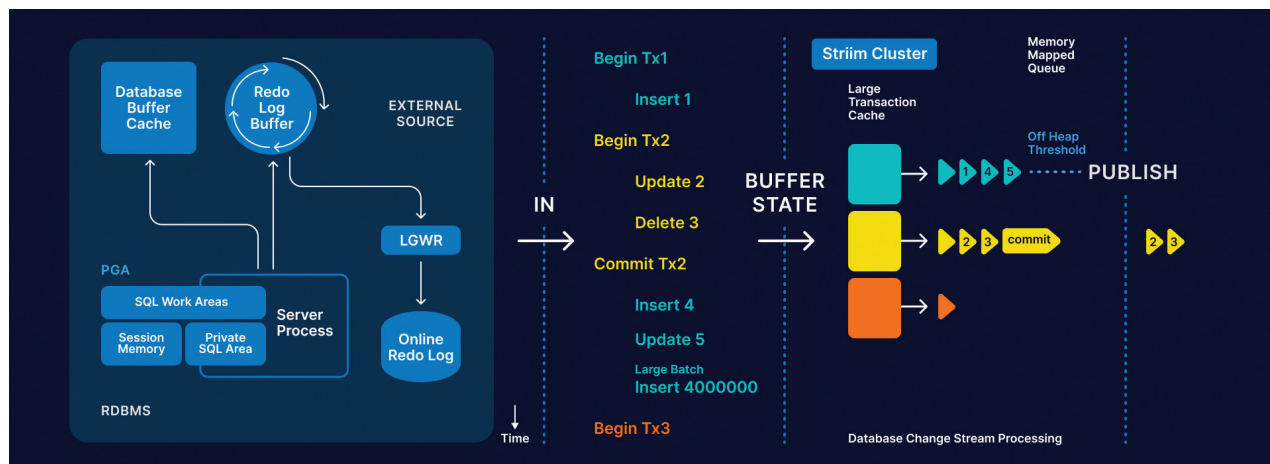 Database
Buffer
Cache
Redo
Log
Buffer
EXTERNAL
SOURCE
LGWR
PGA
SQL Work Areas
Session
Memory
Private
SQL Area
Server
Process
Online
Redo Log
RDBMS
Time
IN
Begin Tx1
Insert 1
Begin Tx2
Update 2
Delete 3
Commit Tx2
Insert 4
Update 5
Large Batch
Insert 4000000
Begin Tx3
BUFFER
STATE
Striim Cluster
Memory
Mapped
Queue
Large
Transaction
Cache
Off Heap
Threshold
1 4 5
PUBLISH
2 3 commit
2 3
Database Change Stream Processing